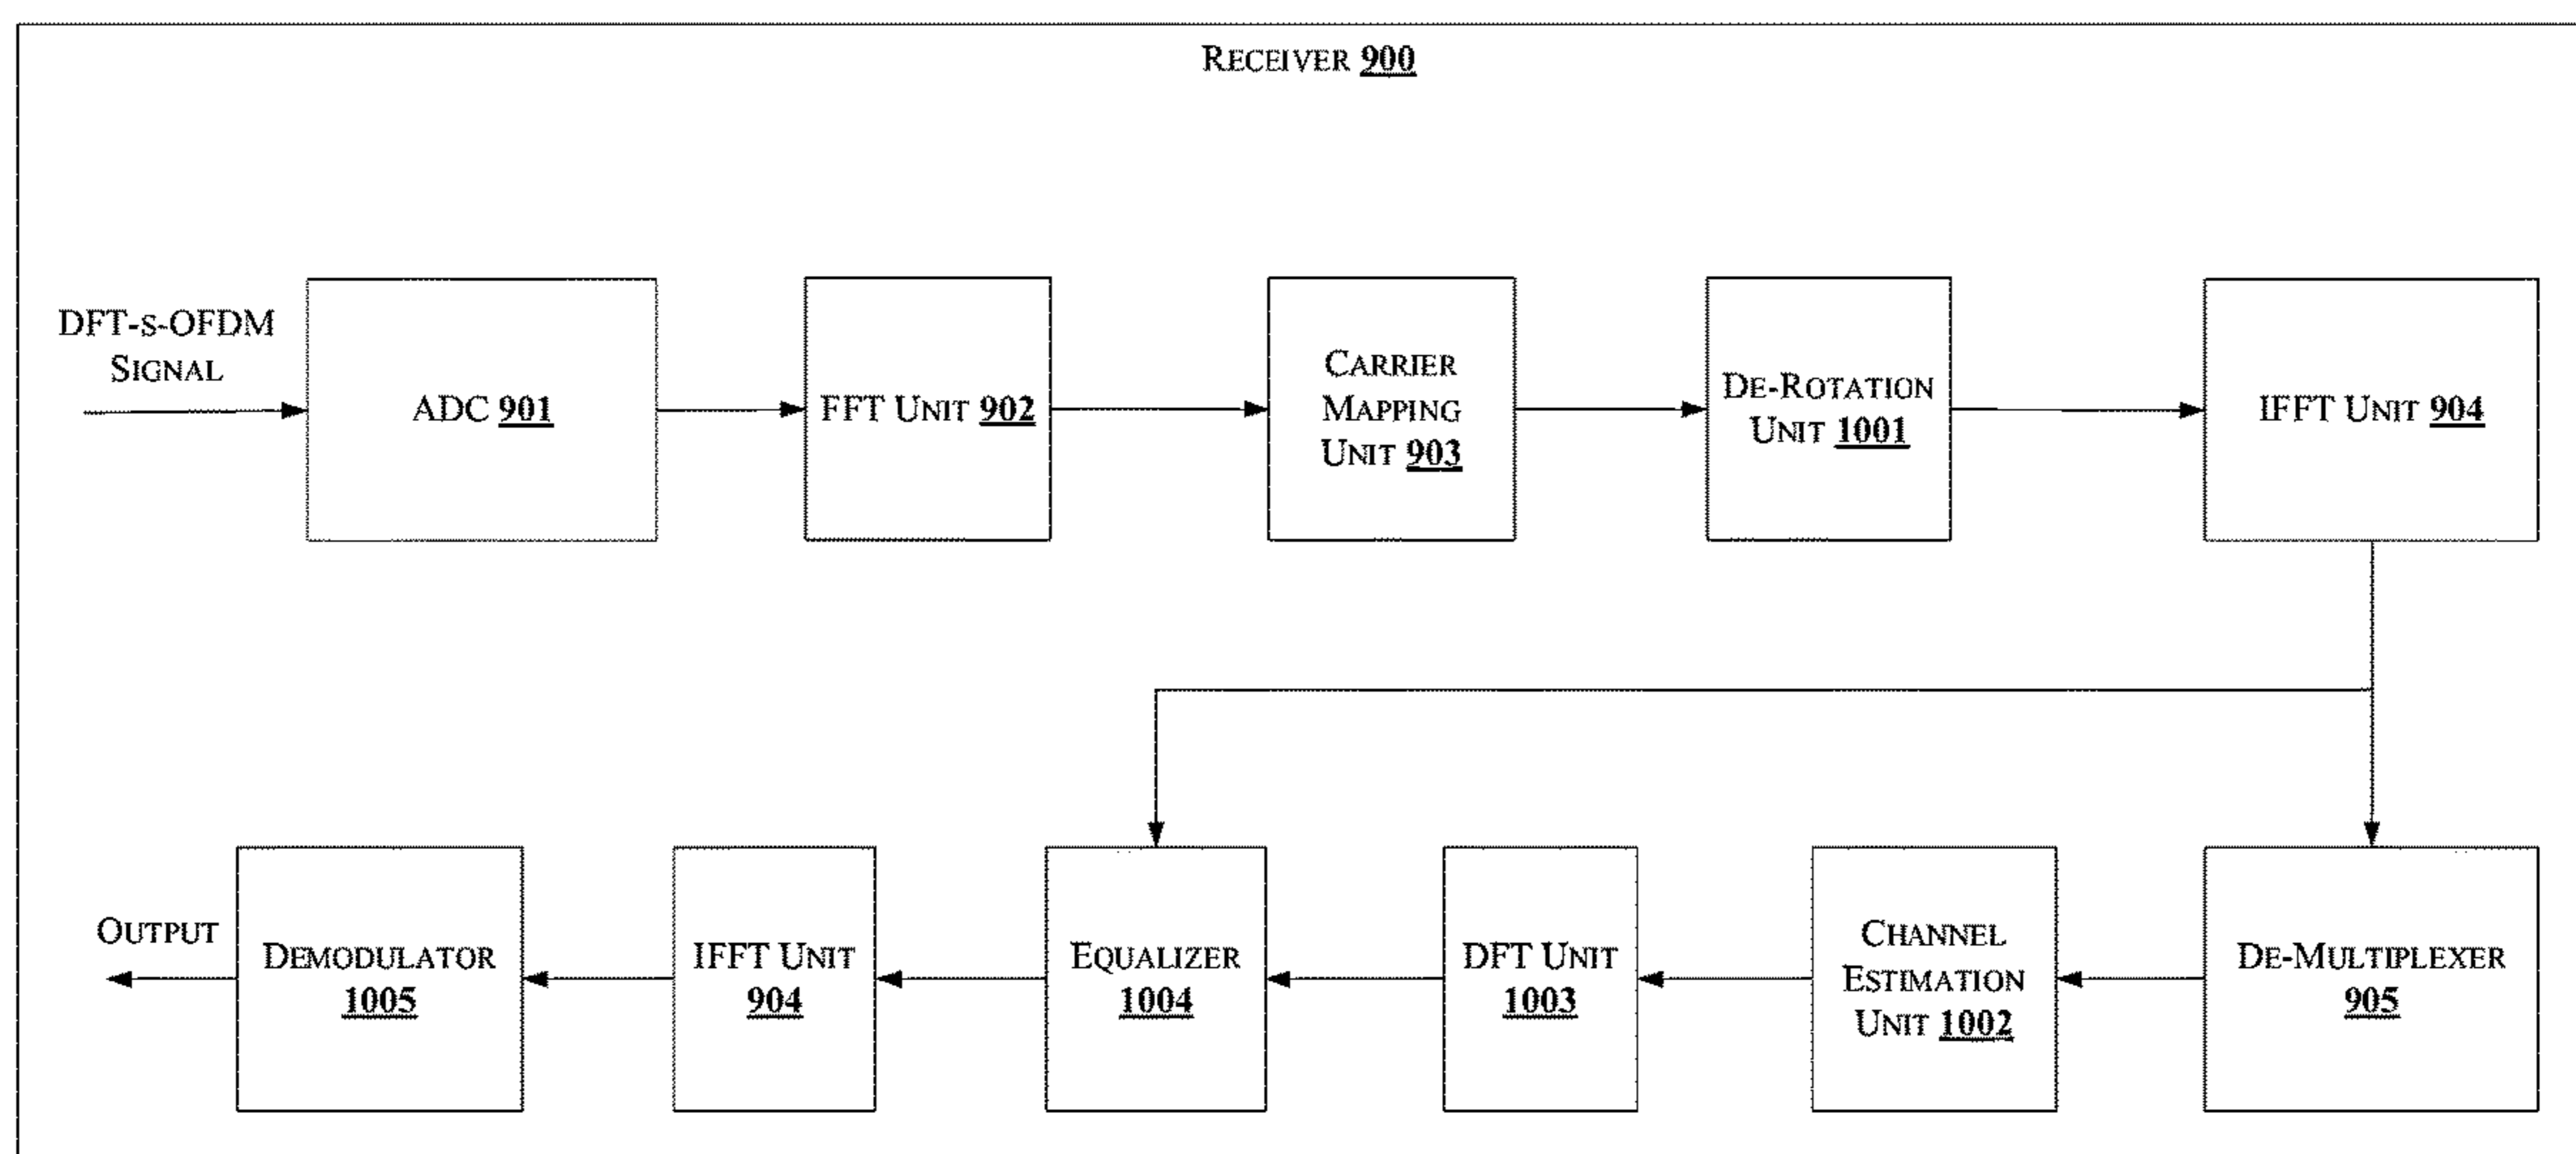 RECEIVER 900
DFT-s-OFDM
SIGNAL
ADC 901
FFT UNIT 902
CARRIER
MAPPING
UNIT 903
DE-ROTATION
UNIT 1001
IFFT UNIT 904
OUTPUT
DEMODULATOR
1005
IFFT UNIT
904
EQUALIZER
1004
DFT UNIT
1003
CHANNEL
ESTIMATION
UNIT 1002
DE-MULTIPLEXER
905